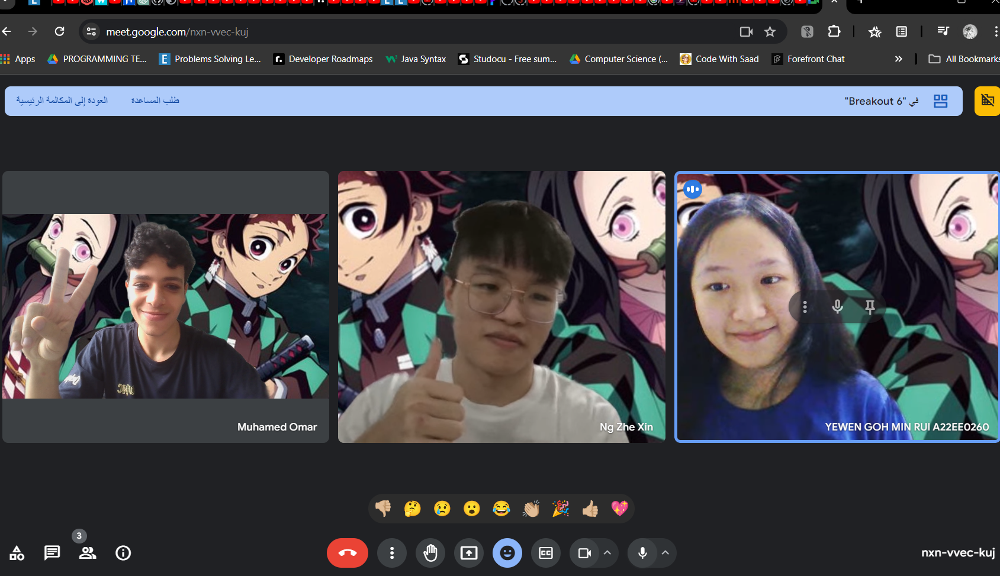 meet.google.com/nxn-vvec-kuj
Apps
PROGRAMMING TE...
Problems Solving Le...
Developer Roadmaps
Java Syntax
Studocu - Free sum...
Computer Science (...
Code With Saad
Forefront Chat
All Bookmarks
في "Breakout 6"
طلب المساعدة
العودة إلى المكالمة الرئيسية
Muhamed Omar
Ng Zhe Xin
YEWEN GOH MIN RUI A22EE0260
3
CC
nxn-vvec-kuj